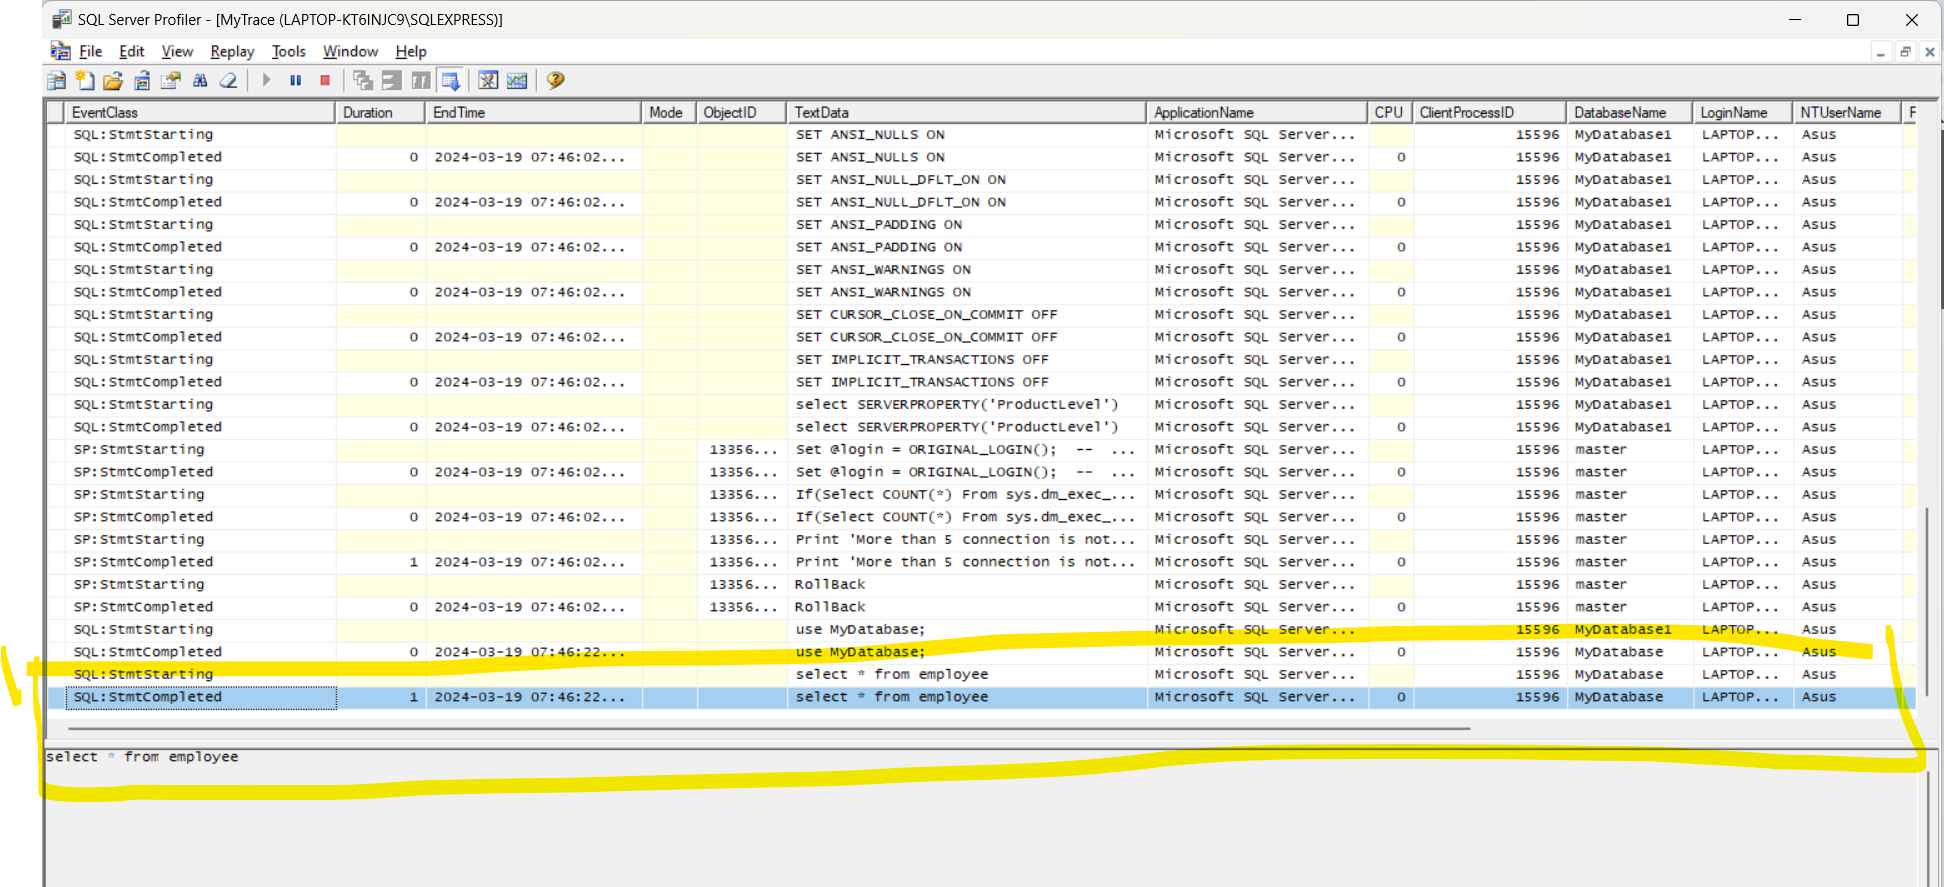 SQL Server Profiler - [MyTrace (LAPTOP-KT6INJC9\SQLEXPRESS)]
File Edit View Replay Tools Window Help
EventClass Duration EndTime Mode ObjectID TextData ApplicationName CPU ClientProcessID DatabaseName LoginName NTUserName F
SQL:StmtStarting SET ANSI_NULLS ON Microsoft SQL Server... 15596 MyDatabase1 LAPTOP... Asus
SQL:StmtCompleted 0 2024-03-19 07:46:02... SET ANSI_NULLS ON Microsoft SQL Server... 0 15596 MyDatabase1 LAPTOP... Asus
SQL:StmtStarting SET ANSI_NULL_DFLT_ON ON Microsoft SQL Server... 15596 MyDatabase1 LAPTOP... Asus
SQL:StmtCompleted 0 2024-03-19 07:46:02... SET ANSI_NULL_DFLT_ON ON Microsoft SQL Server... 0 15596 MyDatabase1 LAPTOP... Asus
SQL:StmtStarting SET ANSI_PADDING ON Microsoft SQL Server... 15596 MyDatabase1 LAPTOP... Asus
SQL:StmtCompleted 0 2024-03-19 07:46:02... SET ANSI_PADDING ON Microsoft SQL Server... 0 15596 MyDatabase1 LAPTOP... Asus
SQL:StmtStarting SET ANSI_WARNINGS ON Microsoft SQL Server... 15596 MyDatabase1 LAPTOP... Asus
SQL:StmtCompleted 0 2024-03-19 07:46:02... SET ANSI_WARNINGS ON Microsoft SQL Server... 0 15596 MyDatabase1 LAPTOP... Asus
SQL:StmtStarting SET CURSOR_CLOSE_ON_COMMIT OFF Microsoft SQL Server... 15596 MyDatabase1 LAPTOP... Asus
SQL:StmtCompleted 0 2024-03-19 07:46:02... SET CURSOR_CLOSE_ON_COMMIT OFF Microsoft SQL Server... 0 15596 MyDatabase1 LAPTOP... Asus
SQL:StmtStarting SET IMPLICIT_TRANSACTIONS OFF Microsoft SQL Server... 15596 MyDatabase1 LAPTOP... Asus
SQL:StmtCompleted 0 2024-03-19 07:46:02... SET IMPLICIT_TRANSACTIONS OFF Microsoft SQL Server... 0 15596 MyDatabase1 LAPTOP... Asus
SQL:StmtStarting select SERVERPROPERTY('ProductLevel') Microsoft SQL Server... 15596 MyDatabase1 LAPTOP... Asus
SQL:StmtCompleted 0 2024-03-19 07:46:02... select SERVERPROPERTY('ProductLevel') Microsoft SQL Server... 0 15596 MyDatabase1 LAPTOP... Asus
SP:StmtStarting 13356... Set @login = ORIGINAL_LOGIN(); -- ... Microsoft SQL Server... 15596 master LAPTOP... Asus
SP:StmtCompleted 0 2024-03-19 07:46:02... 13356... Set @login = ORIGINAL_LOGIN(); -- ... Microsoft SQL Server... 0 15596 master LAPTOP... Asus
SP:StmtStarting 13356... If(Select COUNT(*) From sys.dm_exec_... Microsoft SQL Server... 15596 master LAPTOP... Asus
SP:StmtCompleted 0 2024-03-19 07:46:02... 13356... If(Select COUNT(*) From sys.dm_exec_... Microsoft SQL Server... 0 15596 master LAPTOP... Asus
SP:StmtStarting 13356... Print 'More than 5 connection is not... Microsoft SQL Server... 15596 master LAPTOP... Asus
SP:StmtCompleted 1 2024-03-19 07:46:02... 13356... Print 'More than 5 connection is not... Microsoft SQL Server... 0 15596 master LAPTOP... Asus
SP:StmtStarting 13356... RollBack Microsoft SQL Server... 15596 master LAPTOP... Asus
SP:StmtCompleted 0 2024-03-19 07:46:02... 13356... RollBack Microsoft SQL Server... 0 15596 master LAPTOP... Asus
SQL:StmtStarting use MyDatabase; Microsoft SQL Server... 15596 MyDatabase1 LAPTOP... Asus
SQL:StmtCompleted 0 2024-03-19 07:46:22... use MyDatabase; Microsoft SQL Server... 0 15596 MyDatabase LAPTOP... Asus
SQL:StmtStarting select * from employee Microsoft SQL Server... 15596 MyDatabase LAPTOP... Asus
SQL:StmtCompleted 1 2024-03-19 07:46:22... select * from employee Microsoft SQL Server... 0 15596 MyDatabase LAPTOP... Asus
select * from employee